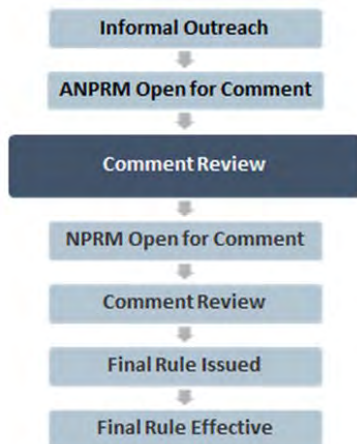 Informal Outreach
ANPRM Open for Comment
Comment Review
NPRM Open for Comment
Comment Review
Final Rule Issued
Final Rule Effective